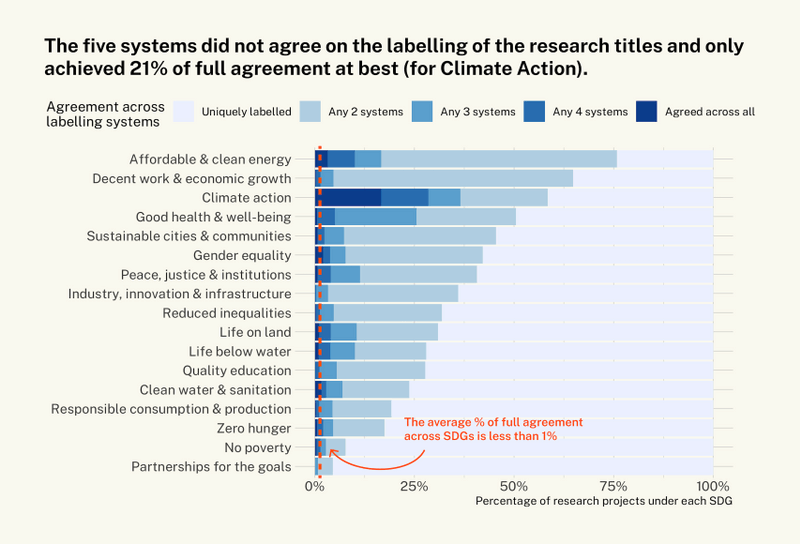 The five systems did not agree on the labelling of the research titles and only
achieved 21% of full agreement at best (for Climate Action).
Agreement across
labelling systems
Uniquely labelled
Any 2 systems
Any 3 systems
Any 4 systems
Agreed across all
Affordable & clean energy
Decent work & economic growth
Climate action
Good health & well-being
Sustainable cities & communities
Gender equality
Peace, justice & institutions
Industry, innovation & infrastructure
Reduced inequalities
Life on land
Life below water
Quality education
Clean water & sanitation
Responsible consumption & production
Zero hunger
No poverty
Partnerships for the goals
The average % of full agreement
across SDGs is less than 1%
0%
25%
50%
75%
100%
Percentage of research projects under each SDG